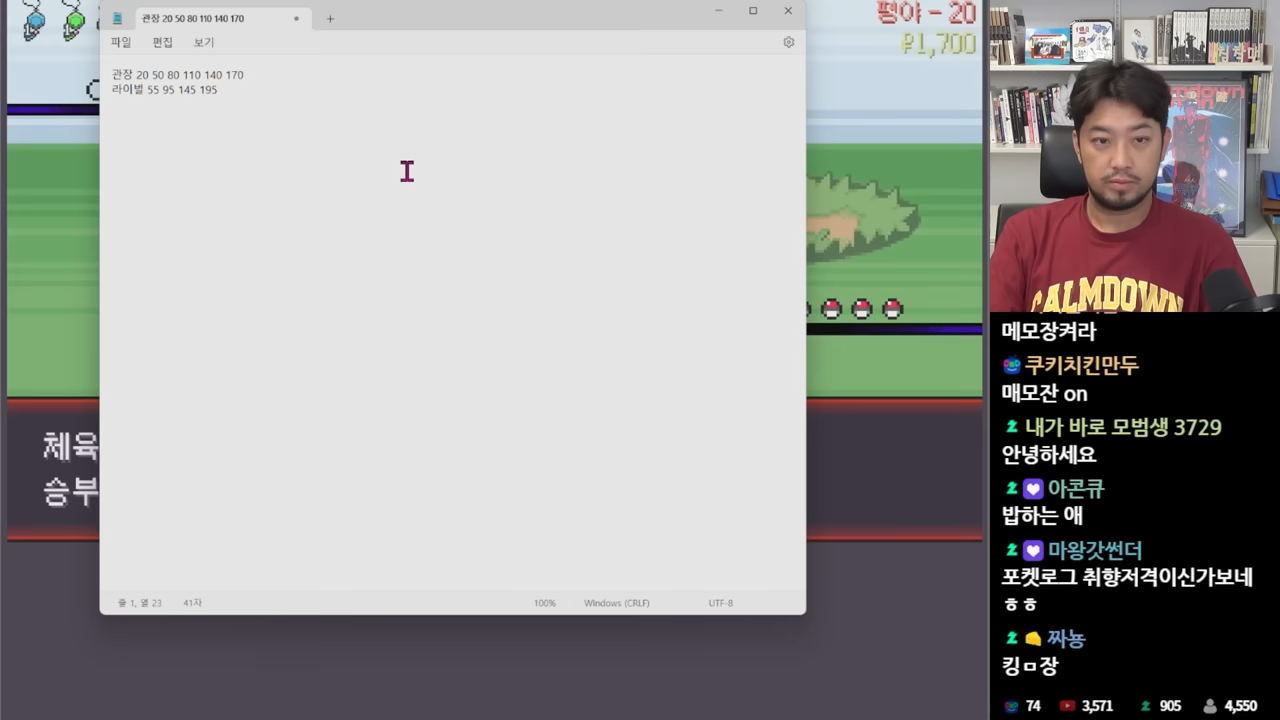 관장 20 50 80 110 140 170
파일 편집 보기
관장 20 50 80 110 140 170
라이벌 55 95 145 195
줄 1, 열 23 41자 100% Windows (CRLF) UTF-8
평야 - 20
₽1,700
체육
승부
CALMDOWN
메모장켜라
쿠키치킨만두
매모잔 on
내가 바로 모범생 3729
안녕하세요
아콘큐
밥하는 애
마왕갓썬더
포켓로그 취향저격이신가보네
ㅎㅎ
짜뇽
킹ㅁ장
74 3,571 905 4,550